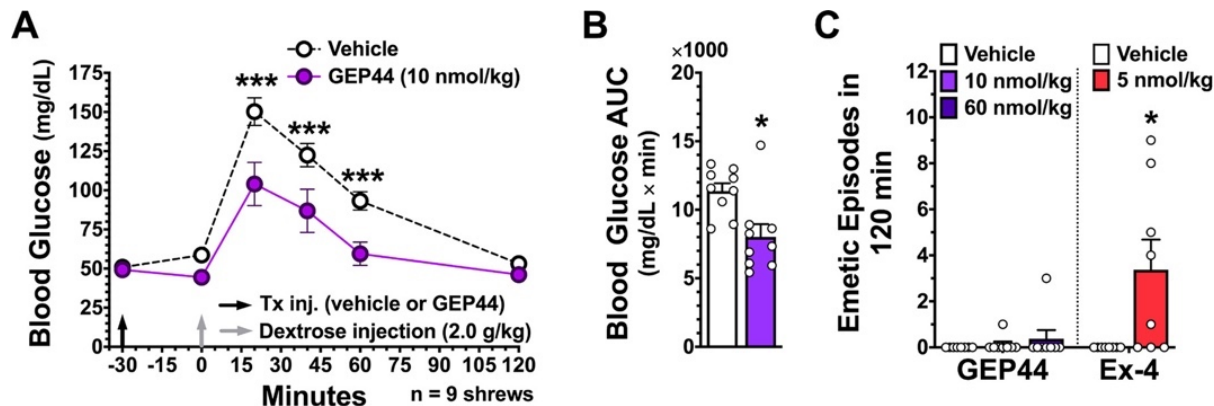 A
Vehicle
GEP44 (10 nmol/kg)
Blood Glucose (mg/dL)
175
150
125
100
75
50
25
0
***
***
***
Tx inj. (vehicle or GEP44)
Dextrose injection (2.0 g/kg)
-30 -15 0 15 30 45 60 75 90 105 120
Minutes
n = 9 shrews
B
×1000
Blood Glucose AUC
(mg/dL × min)
20
15
10
5
0
*
C
Vehicle
10 nmol/kg
60 nmol/kg
Vehicle
5 nmol/kg
Emetic Episodes in
120 min
12
10
8
6
4
2
0
*
GEP44
Ex-4